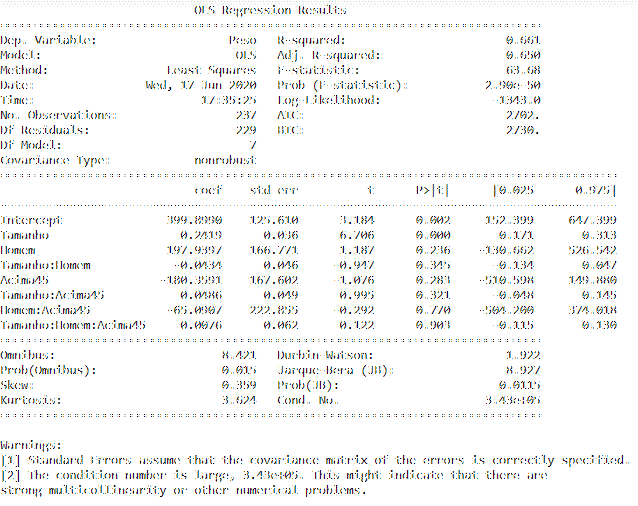 OLS Regression Results
Dep. Variable: Peso R-squared: 0.661
Model: OLS Adj. R-squared: 0.650
Method: Least Squares F-statistic: 63.68
Date: Wed, 17 Jun 2020 Prob (F-statistic): 2.90e-50
Time: 17:35:25 Log-Likelihood: -1343.0
No. Observations: 237 AIC: 2702.
Df Residuals: 229 BIC: 2730.
Df Model: 7
Covariance Type: nonrobust
coef std err t P>|t| [0.025 0.975]
Intercept 399.8990 125.610 3.184 0.002 152.399 647.399
Tamanho 0.2419 0.036 6.706 0.000 0.171 0.313
Homem 197.9397 166.771 1.187 0.236 -130.662 526.542
Tamanho:Homem -0.0434 0.046 -0.947 0.345 -0.134 0.047
Acima45 -180.3591 167.602 -1.076 0.283 -510.598 149.880
Tamanho:Acima45 0.0486 0.049 0.995 0.321 -0.048 0.145
Homem:Acima45 -65.0907 222.855 -0.292 0.770 -504.200 374.018
Tamanho:Homem:Acima45 0.0076 0.062 0.122 0.903 -0.115 0.130
Omnibus: 8.421 Durbin-Watson: 1.922
Prob(Omnibus): 0.015 Jarque-Bera (JB): 8.927
Skew: 0.359 Prob(JB): 0.0115
Kurtosis: 3.624 Cond. No. 3.43e+05
Warnings:
[1] Standard Errors assume that the covariance matrix of the errors is correctly specified.
[2] The condition number is large, 3.43e+05. This might indicate that there are
strong multicollinearity or other numerical problems.